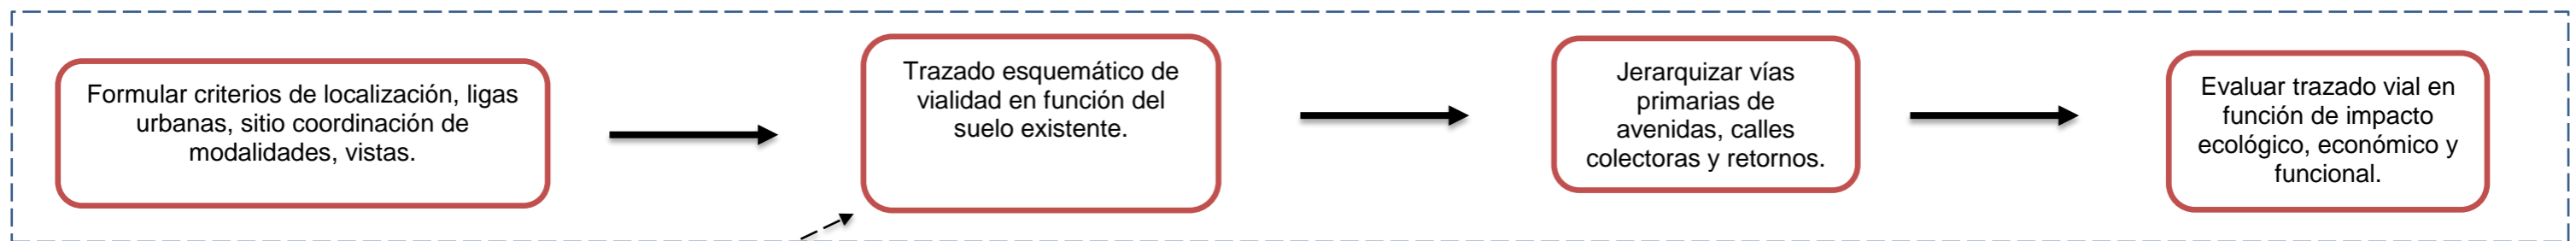 Formular criterios de localización, ligas
urbanas, sitio coordinación de
modalidades, vistas.
Trazado esquemático de
vialidad en función del
suelo existente.
Jerarquizar vías
primarias de
avenidas, calles
colectoras y retornos.
Evaluar trazado vial en
función de impacto
ecológico, económico y
funcional.